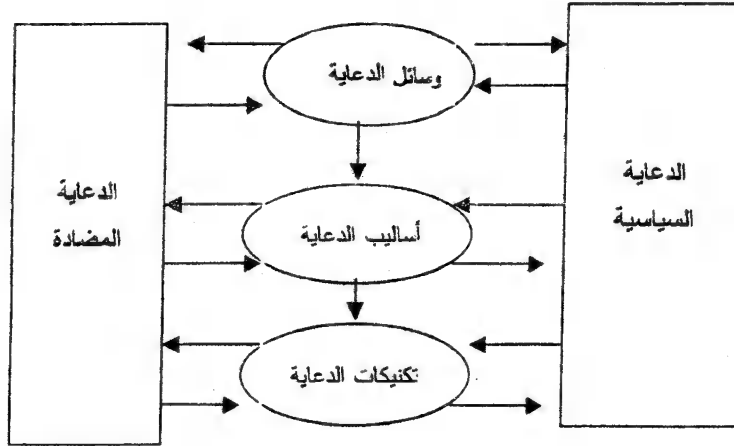 وسائل الدعاية
الدعاية
السياسية
أساليب الدعاية
الدعاية
المضادة
تكنيكات الدعاية